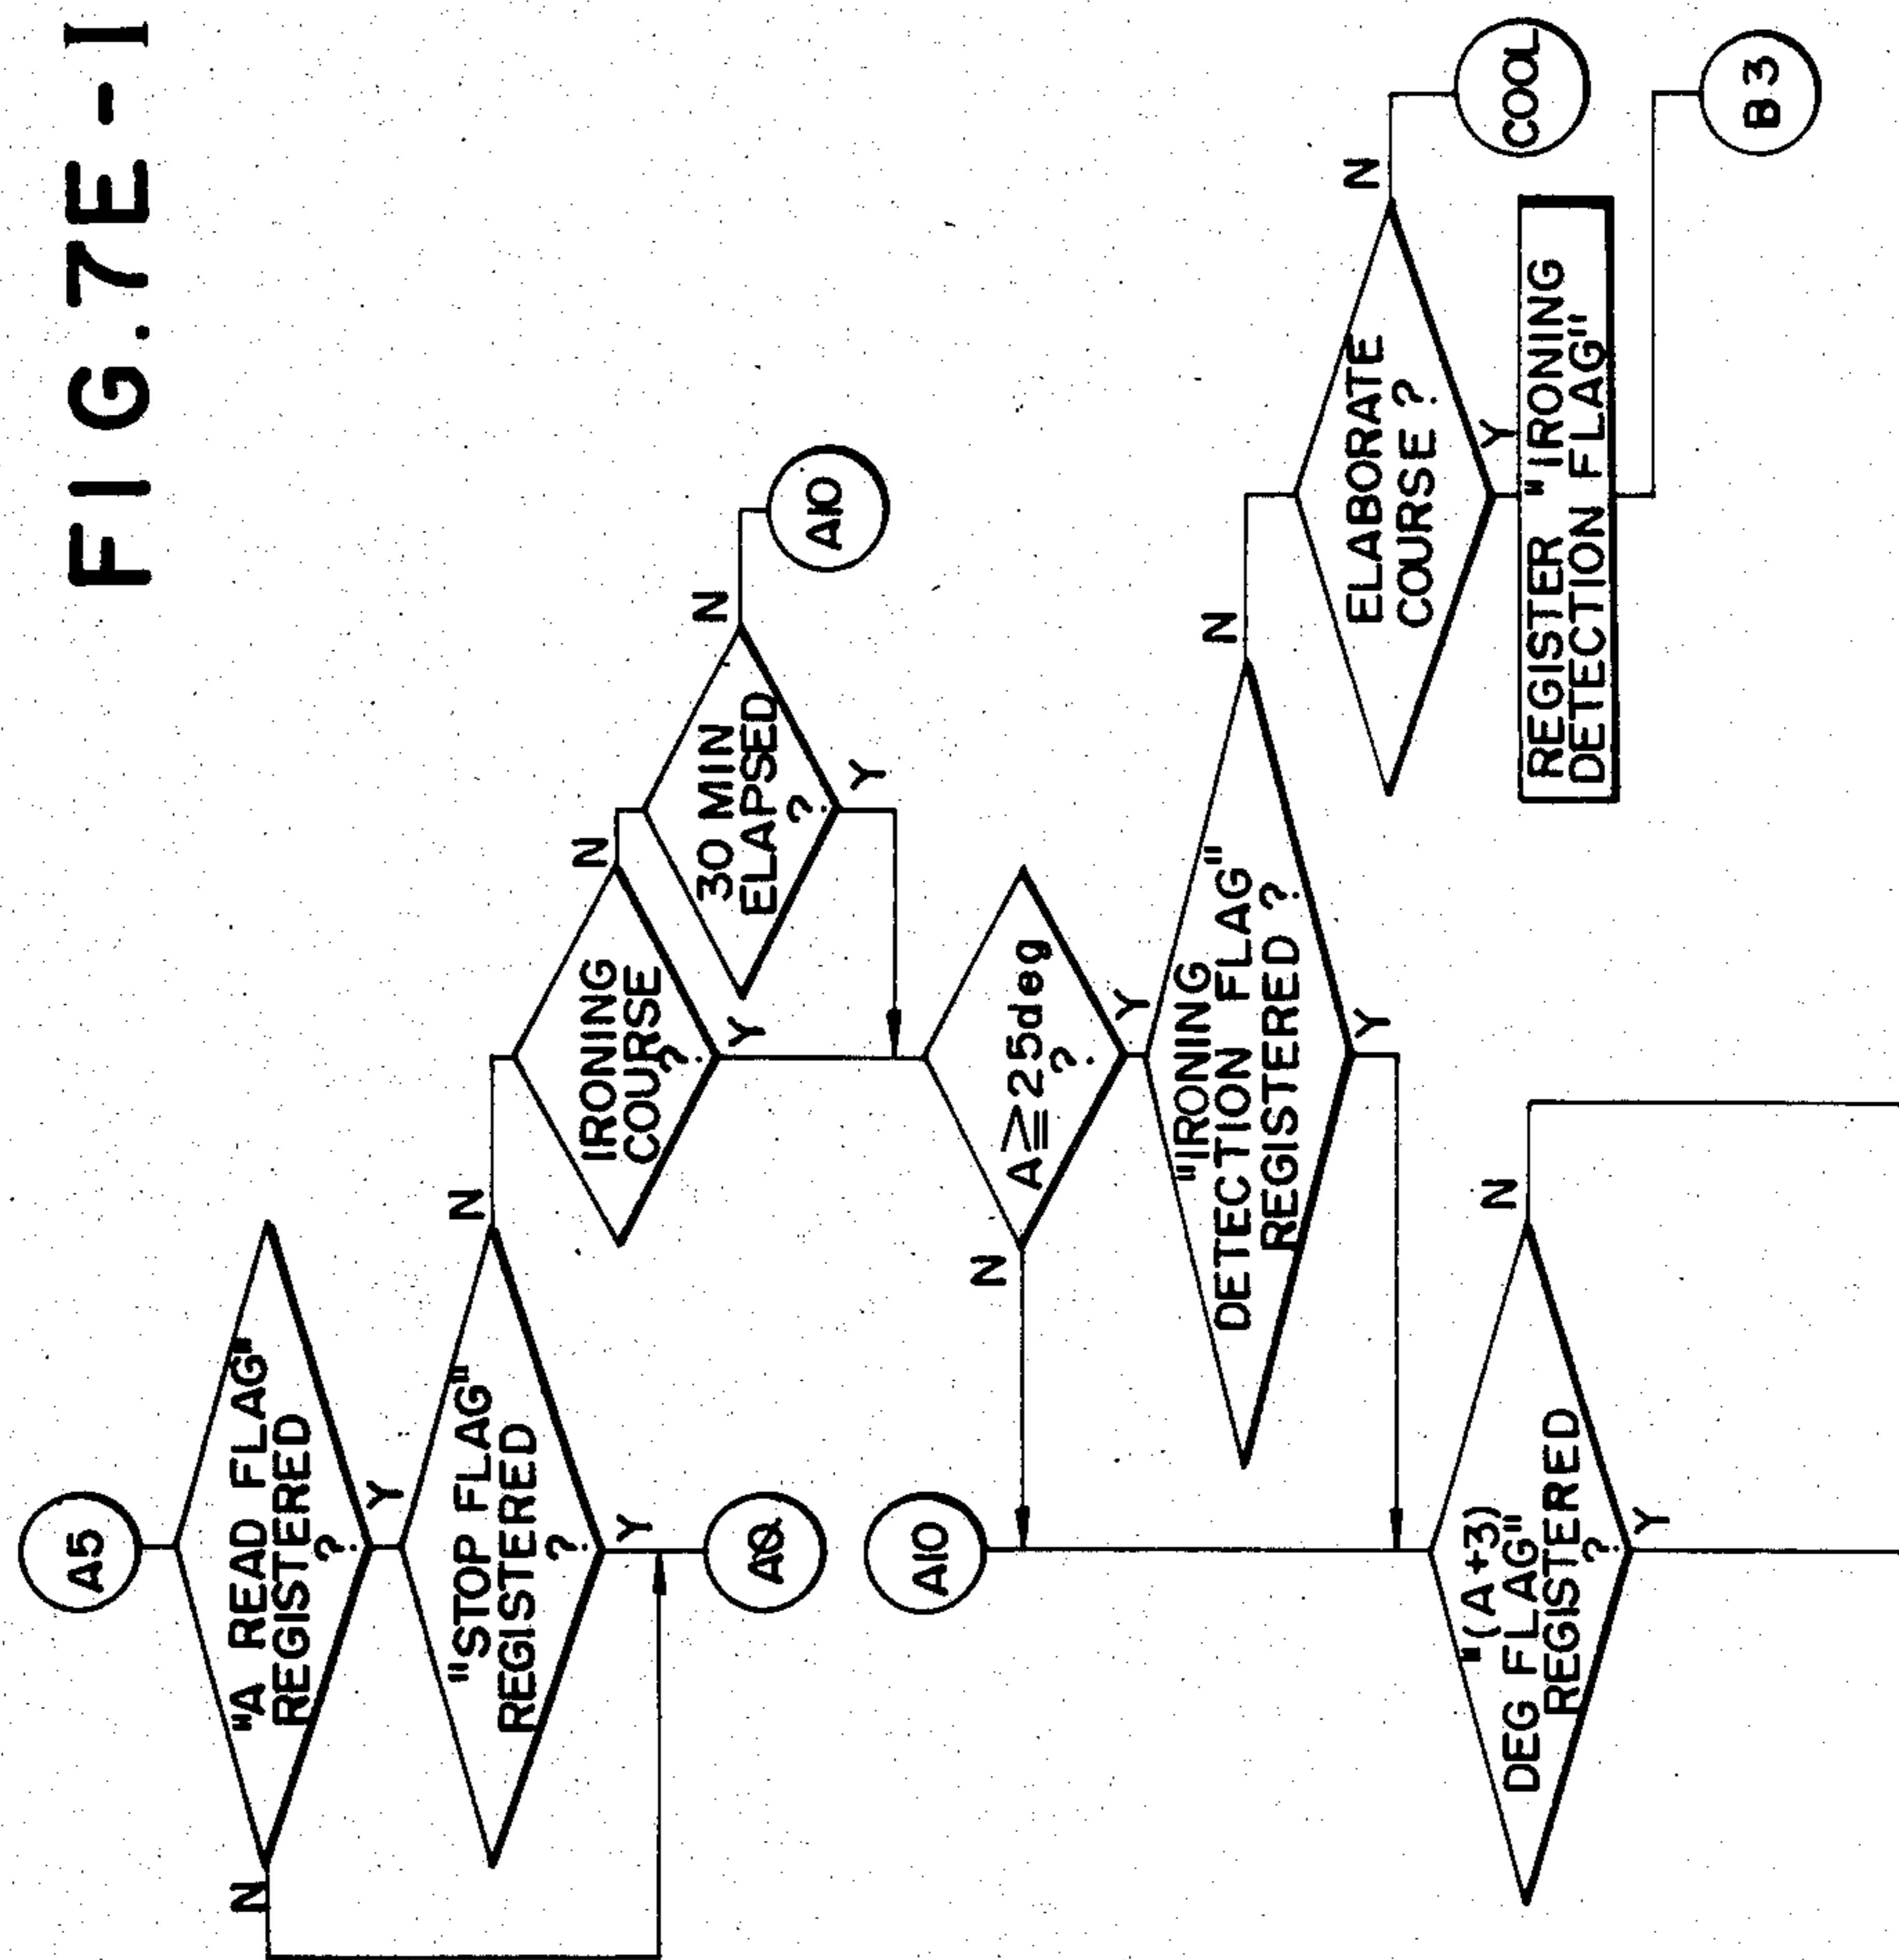 FIG.7E-1
A5
"A READ FLAG"
REGISTERED
?
N
Y
"STOP FLAG"
REGISTERED
?
N
Y
AØ
IRONING
COURSE
?
N
Y
30 MIN
ELAPSED
?
N
Y
A10
A≧25deg
?
N
Y
A10
"IRONING
DETECTION FLAG"
REGISTERED ?
N
Y
ELABORATE
COURSE ?
N
Y
COOL
REGISTER "IRONING
DETECTION FLAG"
B3
"(A+3)
DEG FLAG"
REGISTERED
?
N
Y